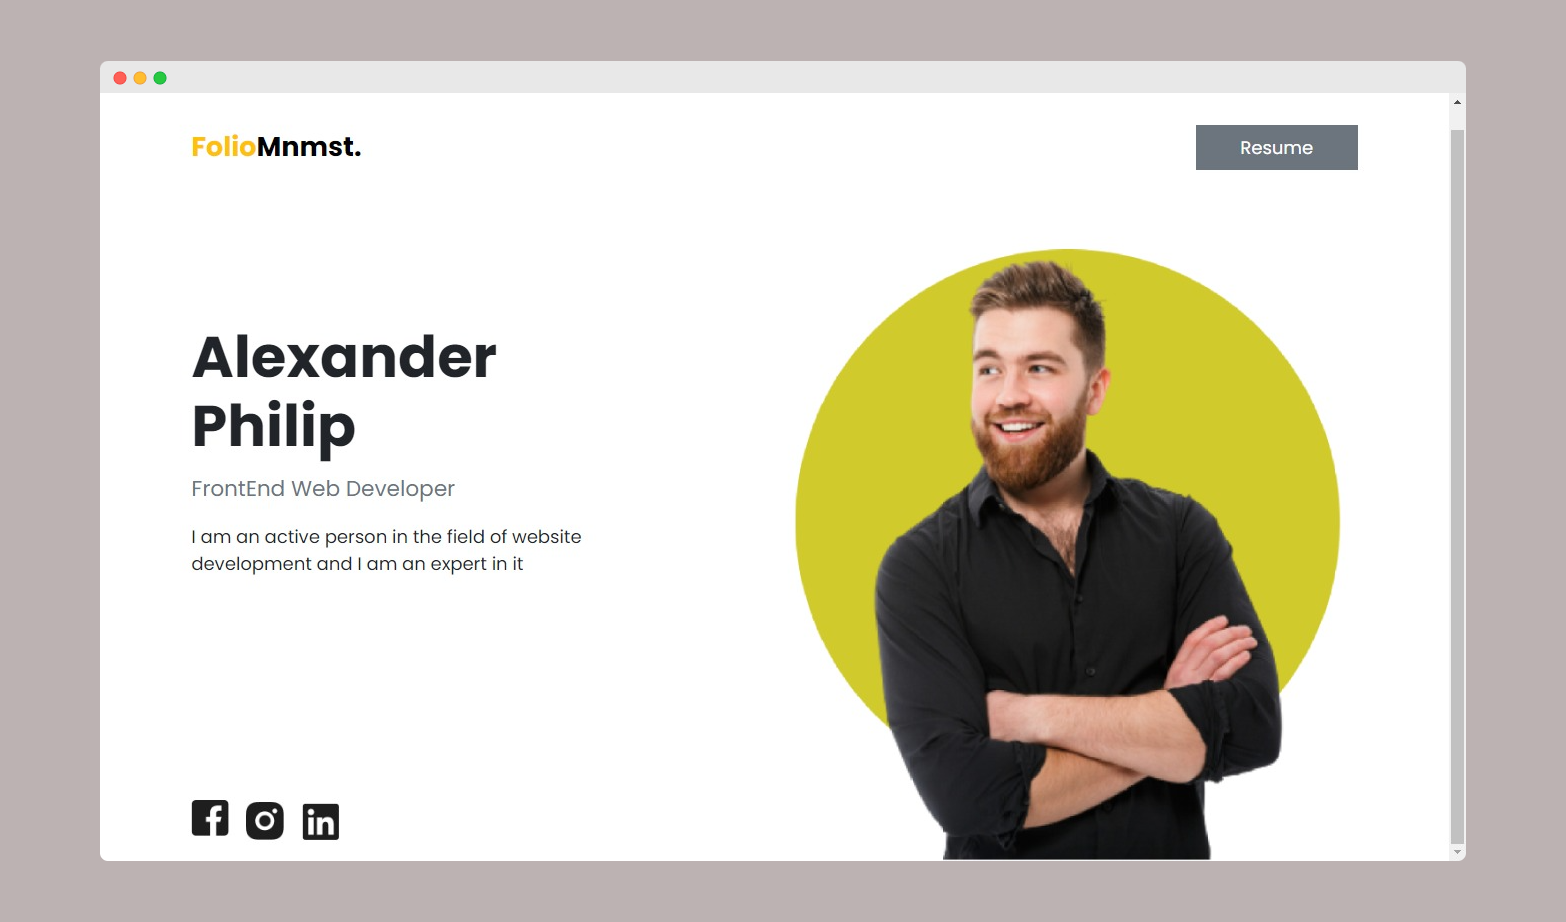 FolioMnmst.
Resume
Alexander
Philip
FrontEnd Web Developer
I am an active person in the field of website
development and I am an expert in it